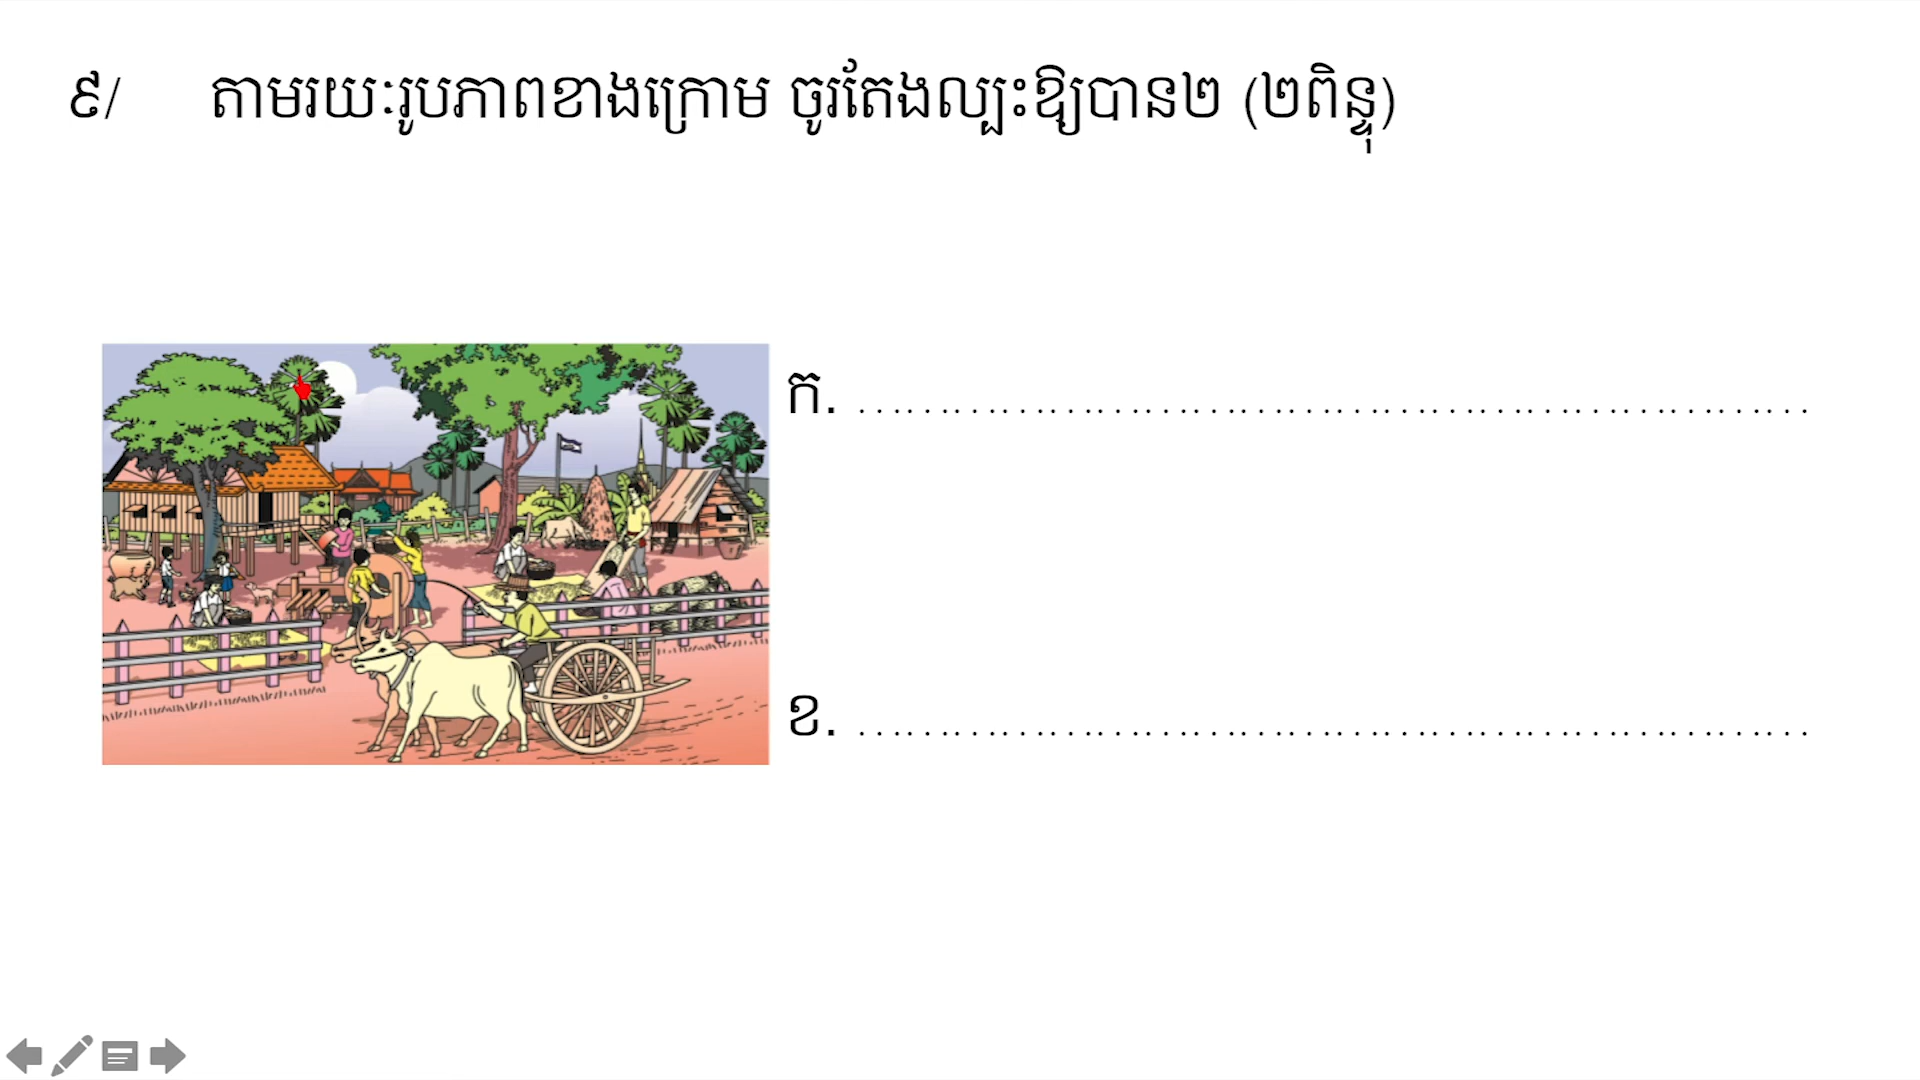 ៩/ តាមរយៈរូបភាពខាងក្រោម ចូរតែងល្បះឱ្យបាន២ (២ពិន្ទុ)
ក. ............................................................
ខ. ............................................................